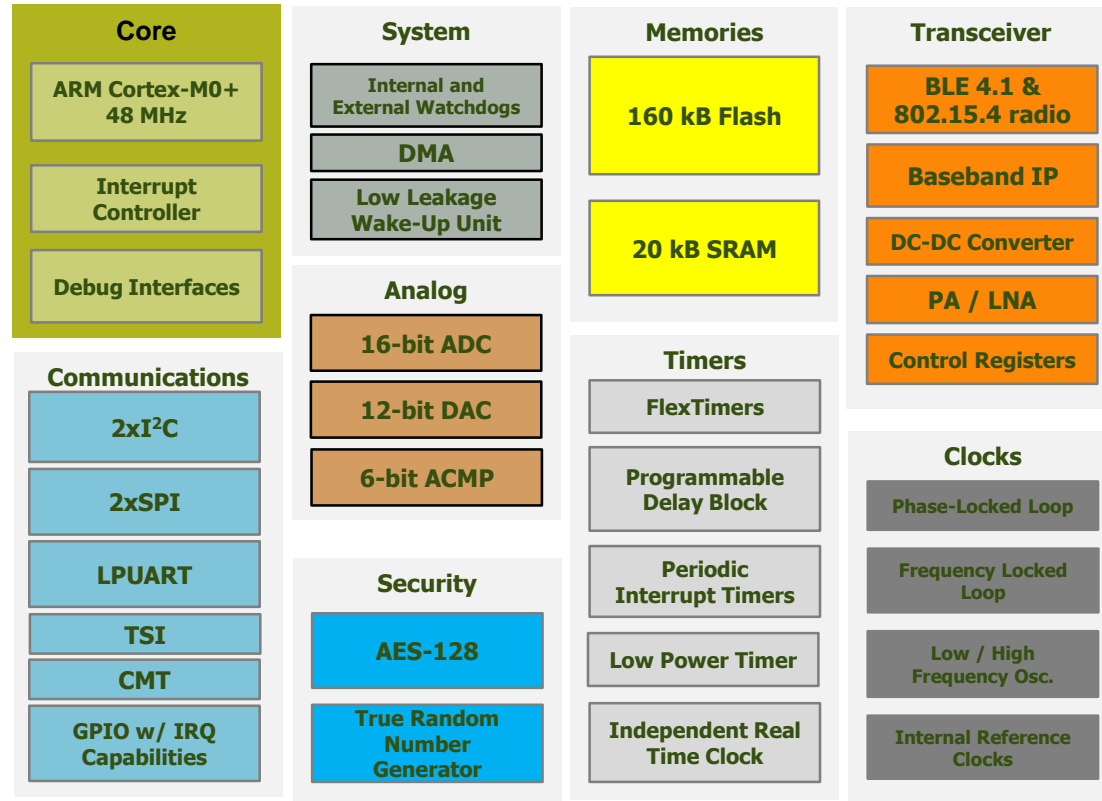 Core
ARM Cortex-M0+
48 MHz
Interrupt
Controller
Debug Interfaces
Communications
2xI²C
2xSPI
LPUART
TSI
CMT
GPIO w/ IRQ
Capabilities
System
Internal and
External Watchdogs
DMA
Low Leakage
Wake-Up Unit
Analog
16-bit ADC
12-bit DAC
6-bit ACMP
Security
AES-128
True Random
Number
Generator
Memories
160 kB Flash
20 kB SRAM
Timers
FlexTimers
Programmable
Delay Block
Periodic
Interrupt Timers
Low Power Timer
Independent Real
Time Clock
Transceiver
BLE 4.1 &
802.15.4 radio
Baseband IP
DC-DC Converter
PA / LNA
Control Registers
Clocks
Phase-Locked Loop
Frequency Locked
Loop
Low / High
Frequency Osc.
Internal Reference
Clocks